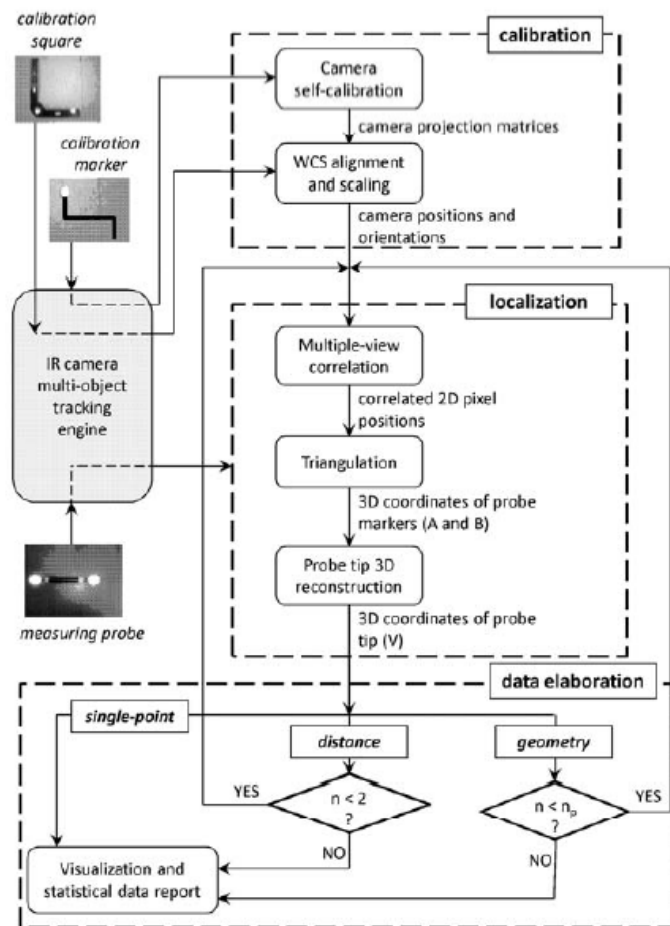 calibration
square
calibration
marker
calibration
Camera
self-calibration
camera projection matrices
WCS alignment
and scaling
camera positions and
orientations
IR camera
multi-object
tracking
engine
measuring probe
localization
Multiple-view
correlation
correlated 2D pixel
positions
Triangulation
3D coordinates of probe
markers (A and B)
Probe tip 3D
reconstruction
3D coordinates of probe
tip (V)
data elaboration
single-point
distance
geometry
YES
n < 2
?
NO
YES
n < np
?
NO
Visualization and
statistical data report